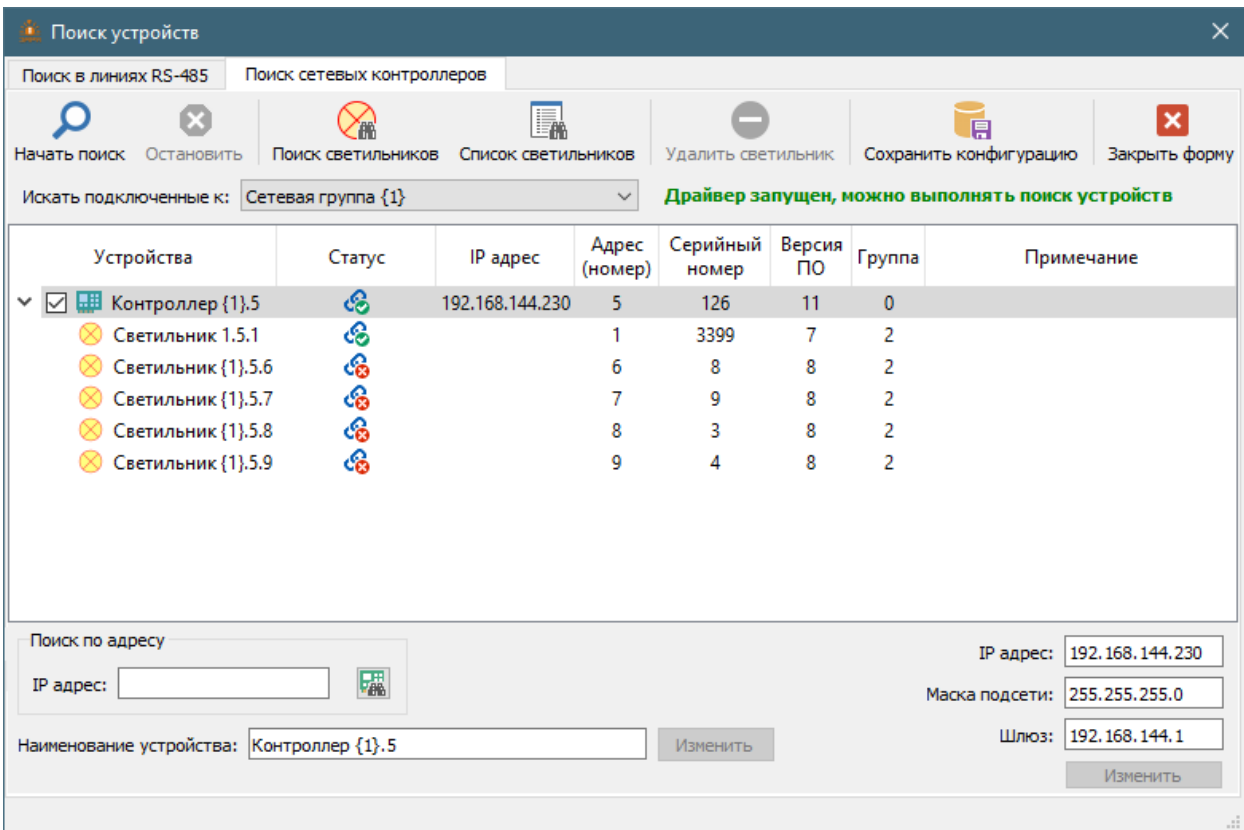 Поиск устройств
Поиск в линиях RS-485 Поиск сетевых контроллеров
Начать поиск Остановить Поиск светильников Список светильников Удалить светильник Сохранить конфигурацию Закрыть форму
Искать подключенные к: Сетевая группа {1} Драйвер запущен, можно выполнять поиск устройств
Устройства Статус IP адрес Адрес (номер) Серийный номер Версия ПО Группа Примечание
Контроллер {1}.5 192.168.144.230 5 126 11 0
Светильник 1.5.1 1 3399 7 2
Светильник {1}.5.6 6 8 8 2
Светильник {1}.5.7 7 9 8 2
Светильник {1}.5.8 8 3 8 2
Светильник {1}.5.9 9 4 8 2
Поиск по адресу
IP адрес:
Наименование устройства: Контроллер {1}.5 Изменить
IP адрес: 192.168.144.230
Маска подсети: 255.255.255.0
Шлюз: 192.168.144.1
Изменить